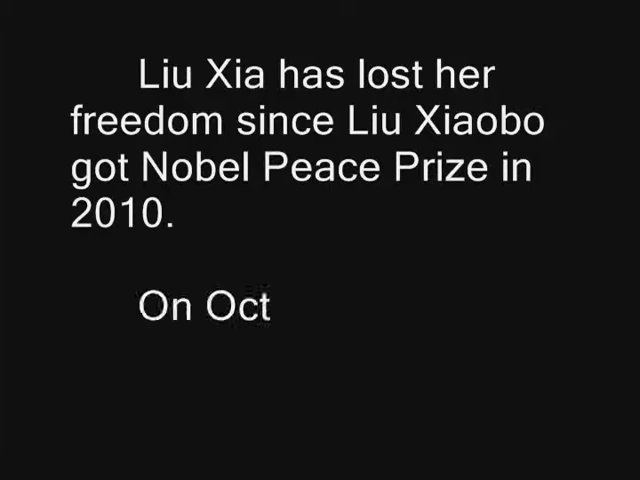 Liu Xia has lost her
freedom since Liu Xiaobo
got Nobel Peace Prize in
2010.
On Oct